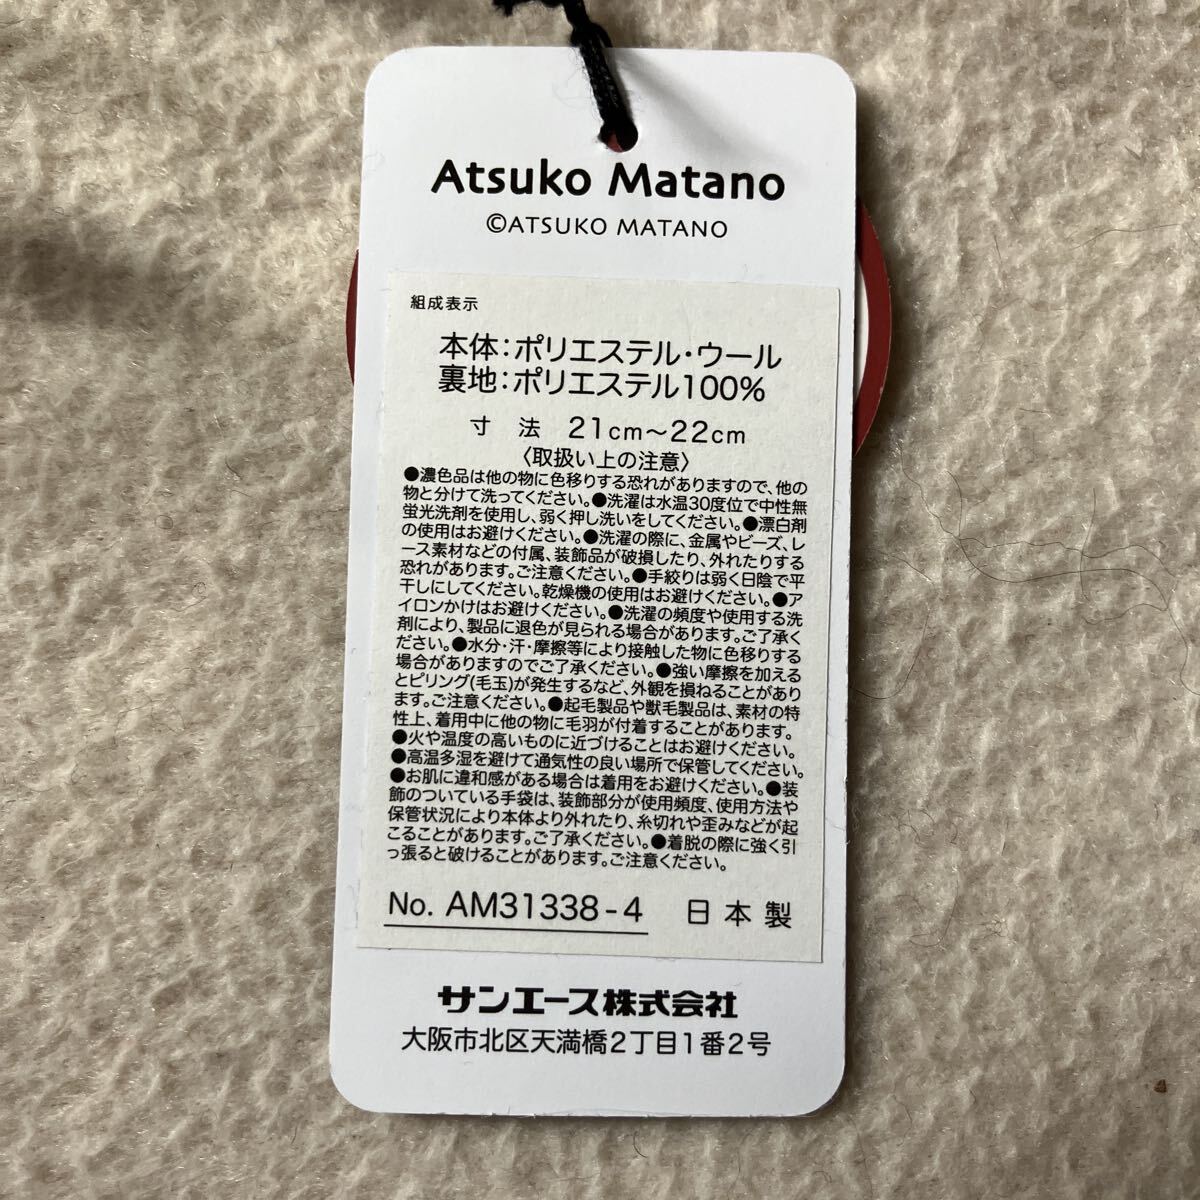 Atsuko Matano
©ATSUKO MATANO
組成表示
本体：ポリエステル・ウール
裏地：ポリエステル100%
寸　法　21cm～22cm
〈取扱い上の注意〉
●濃色品は他の物に色移りする恐れがありますので、他の
物と分けて洗ってください。●洗濯は水温30度位で中性無
蛍光洗剤を使用し、弱く押し洗いをしてください。●漂白剤
の使用はお避けください。●洗濯の際に、金属やビーズ、レ
ース素材などの付属、装飾品が破損したり、外れたりする
恐れがあります。ご注意ください。●手絞りは弱く日陰で平
干しにしてください。乾燥機の使用はお避けください。●ア
イロンかけはお避けください。●洗濯の頻度や使用する洗
剤により、製品に退色が見られる場合があります。ご了承く
ださい。●水分・汗・摩擦等により接触した物に色移りする
場合がありますのでご了承ください。●強い摩擦を加える
とピリング(毛玉)が発生するなど、外観を損ねることがあり
ます。ご注意ください。●起毛製品や獣毛製品は、素材の特
性上、着用中に他の物に毛羽が付着することがあります。
●火や温度の高いものに近づけることはお避けください。
●高温多湿を避けて通気性の良い場所で保管してください。
●お肌に違和感がある場合は着用をお避けください。●装
飾のついている手袋は、装飾部分が使用頻度、使用方法や
保管状況により本体より外れたり、糸切れや歪みなどが起
こることがあります。ご了承ください。●着脱の際に強く引
っ張ると破けることがあります。ご注意ください。
No. AM31338-4　日本製
サンエース株式会社
大阪市北区天満橋2丁目1番2号